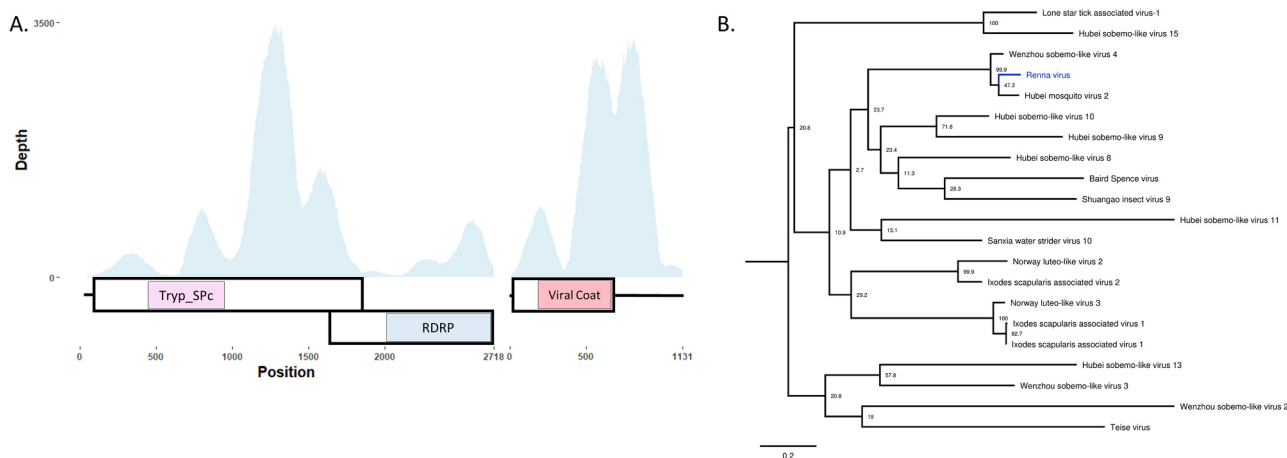 A.
3500
Depth
0
Tryp_SPc
Viral Coat
RDRP
0 500 1000 1500 2000 2718 0 500 1131
Position
B.
Lone star tick associated virus-1
100
Hubei sobemo-like virus 15
Wenzhou sobemo-like virus 4
99.9
Renna virus
47.3
Hubei mosquito virus 2
23.7
Hubei sobemo-like virus 10
71.8
Hubei sobemo-like virus 9
20.8
23.4
Hubei sobemo-like virus 8
11.3
2.7
Baird Spence virus
28.3
Shuangao insect virus 9
Hubei sobemo-like virus 11
13.1
10.9
Sanxia water strider virus 10
Norway luteo-like virus 2
99.9
Ixodes scapularis associated virus 2
29.2
Norway luteo-like virus 3
100
Ixodes scapularis associated virus 1
92.7
Ixodes scapularis associated virus 1
Hubei sobemo-like virus 13
57.8
Wenzhou sobemo-like virus 3
20.8
Wenzhou sobemo-like virus 2
19
Teise virus
0.2